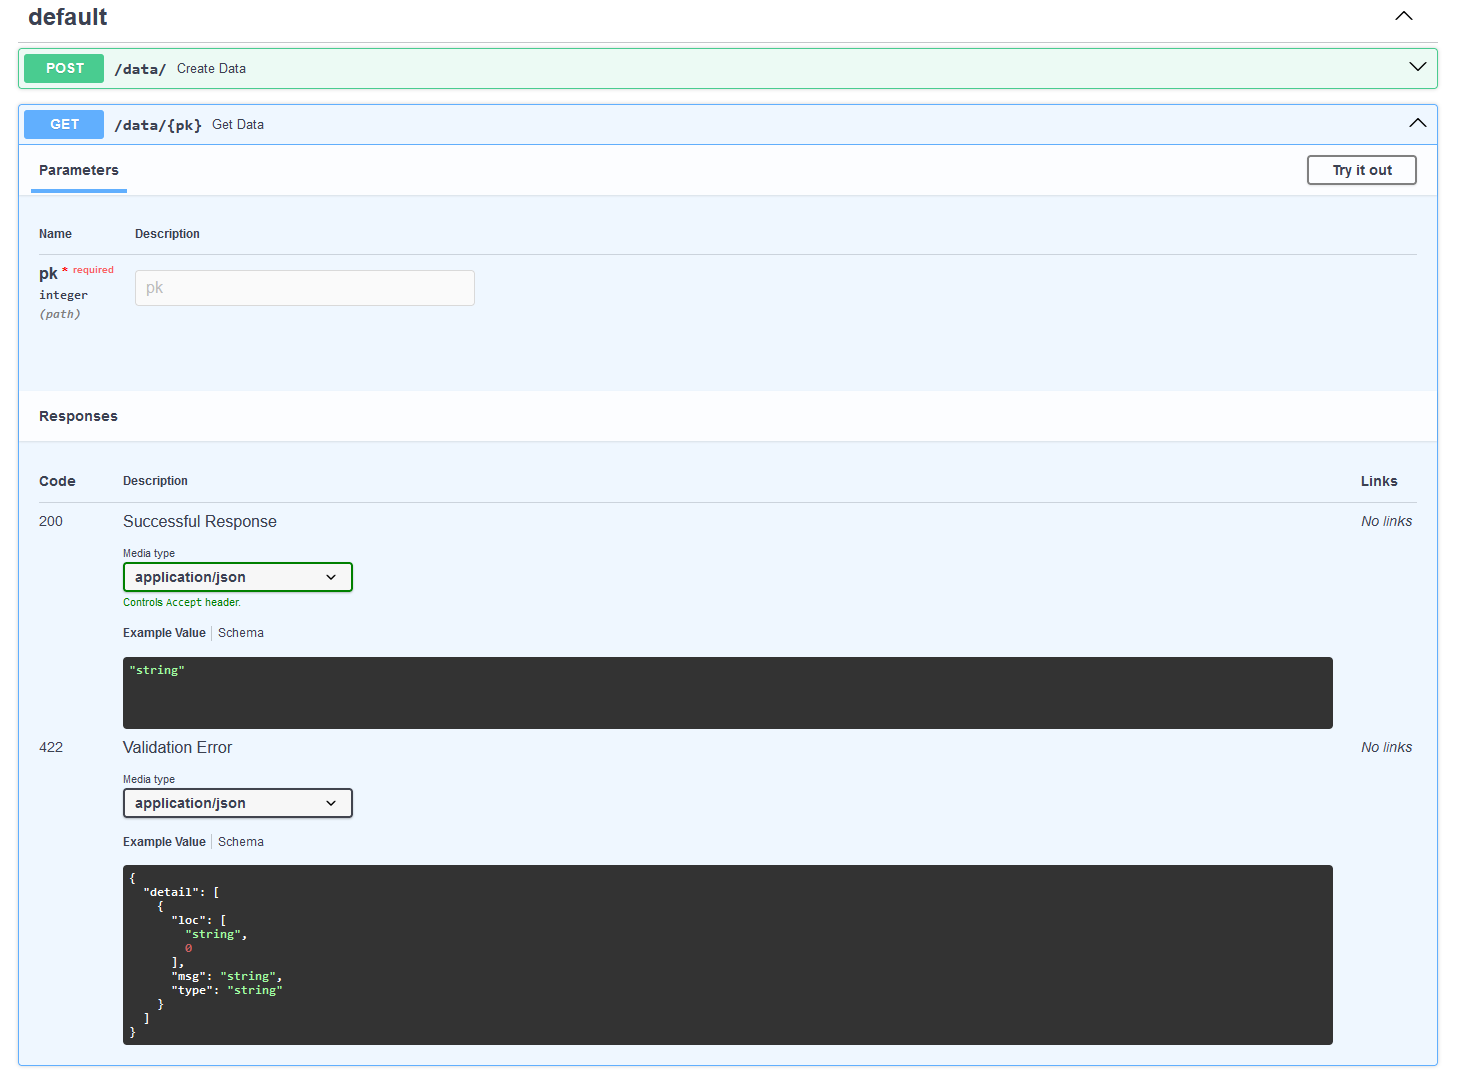 default
POST /data/ Create Data
GET /data/{pk} Get Data
Parameters
Try it out
Name Description
pk * required
integer
(path)
pk
Responses
Code Description Links
200 Successful Response No links
Media type
application/json
Controls Accept header.
Example Value Schema
"string"
422 Validation Error No links
Media type
application/json
Example Value Schema
{
  "detail": [
    {
      "loc": [
        "string",
        0
      ],
      "msg": "string",
      "type": "string"
    }
  ]
}